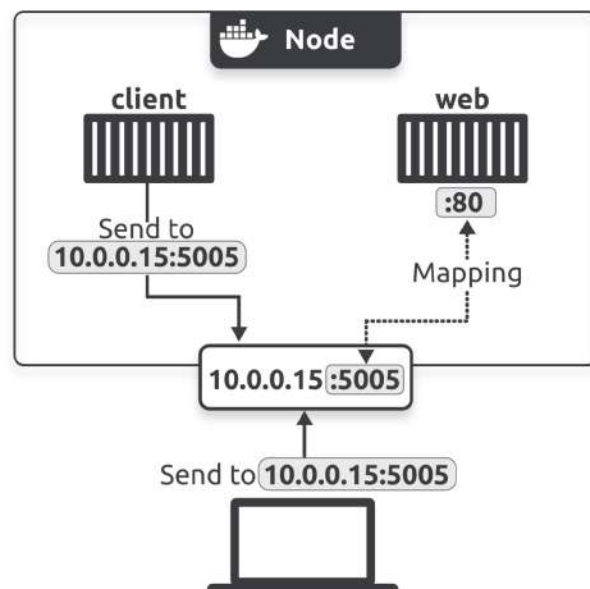 Node
client
web
:80
Send to
10.0.0.15:5005
Mapping
10.0.0.15 :5005
Send to 10.0.0.15:5005